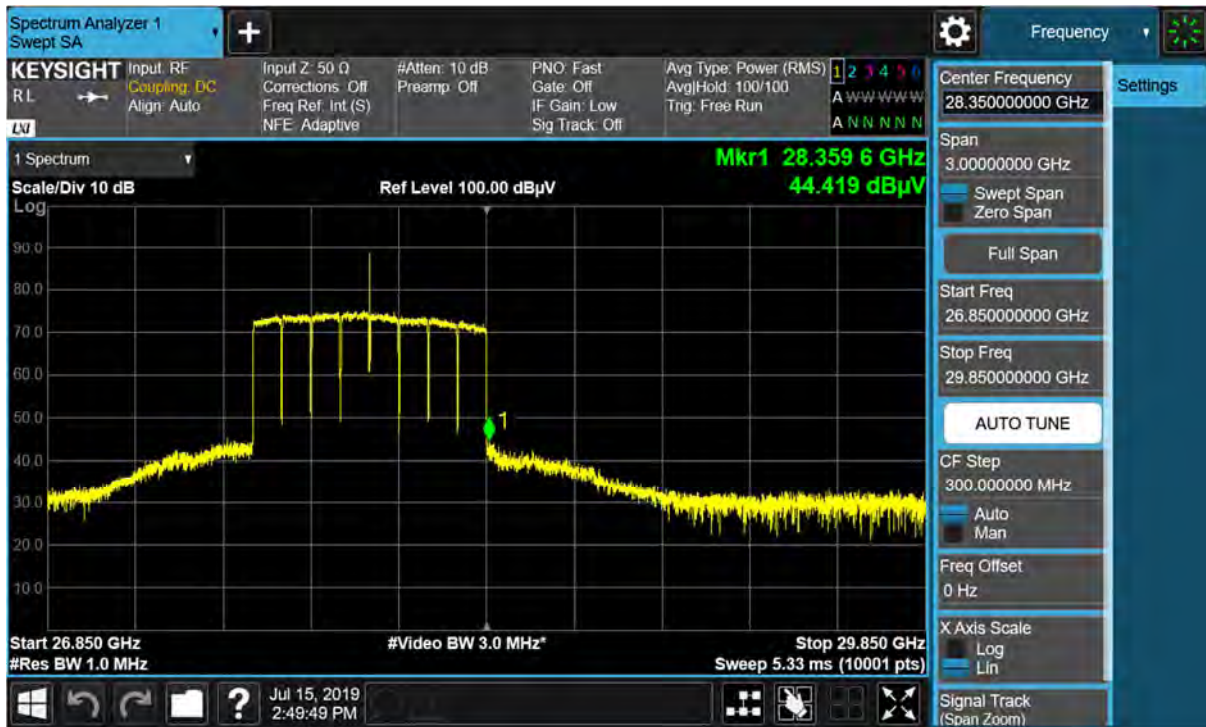 Spectrum Analyzer 1
Swept SA
+
Frequency
KEYSIGHT
RL
LXI
Input: RF
Coupling: DC
Align: Auto
Input Z: 50 Ω
Corrections: Off
Freq Ref: Int (S)
NFE: Adaptive
#Atten: 10 dB
Preamp: Off
PNO: Fast
Gate: Off
IF Gain: Low
Sig Track: Off
Avg Type: Power (RMS)
Avg|Hold: 100/100
Trig: Free Run
1 2 3 4 5 6
A W W W W W
A N N N N N
1 Spectrum
Mkr1 28.359 6 GHz
44.419 dBµV
Scale/Div 10 dB
Ref Level 100.00 dBµV
Log
90.0
80.0
70.0
60.0
50.0
40.0
30.0
20.0
10.0
1
Start 26.850 GHz
#Video BW 3.0 MHz*
Stop 29.850 GHz
#Res BW 1.0 MHz
Sweep 5.33 ms (10001 pts)
?
Jul 15, 2019
2:49:49 PM
Center Frequency
28.350000000 GHz
Settings
Span
3.00000000 GHz
Swept Span
Zero Span
Full Span
Start Freq
26.850000000 GHz
Stop Freq
29.850000000 GHz
AUTO TUNE
CF Step
300.000000 MHz
Auto
Man
Freq Offset
0 Hz
X Axis Scale
Log
Lin
Signal Track
(Span Zoom)